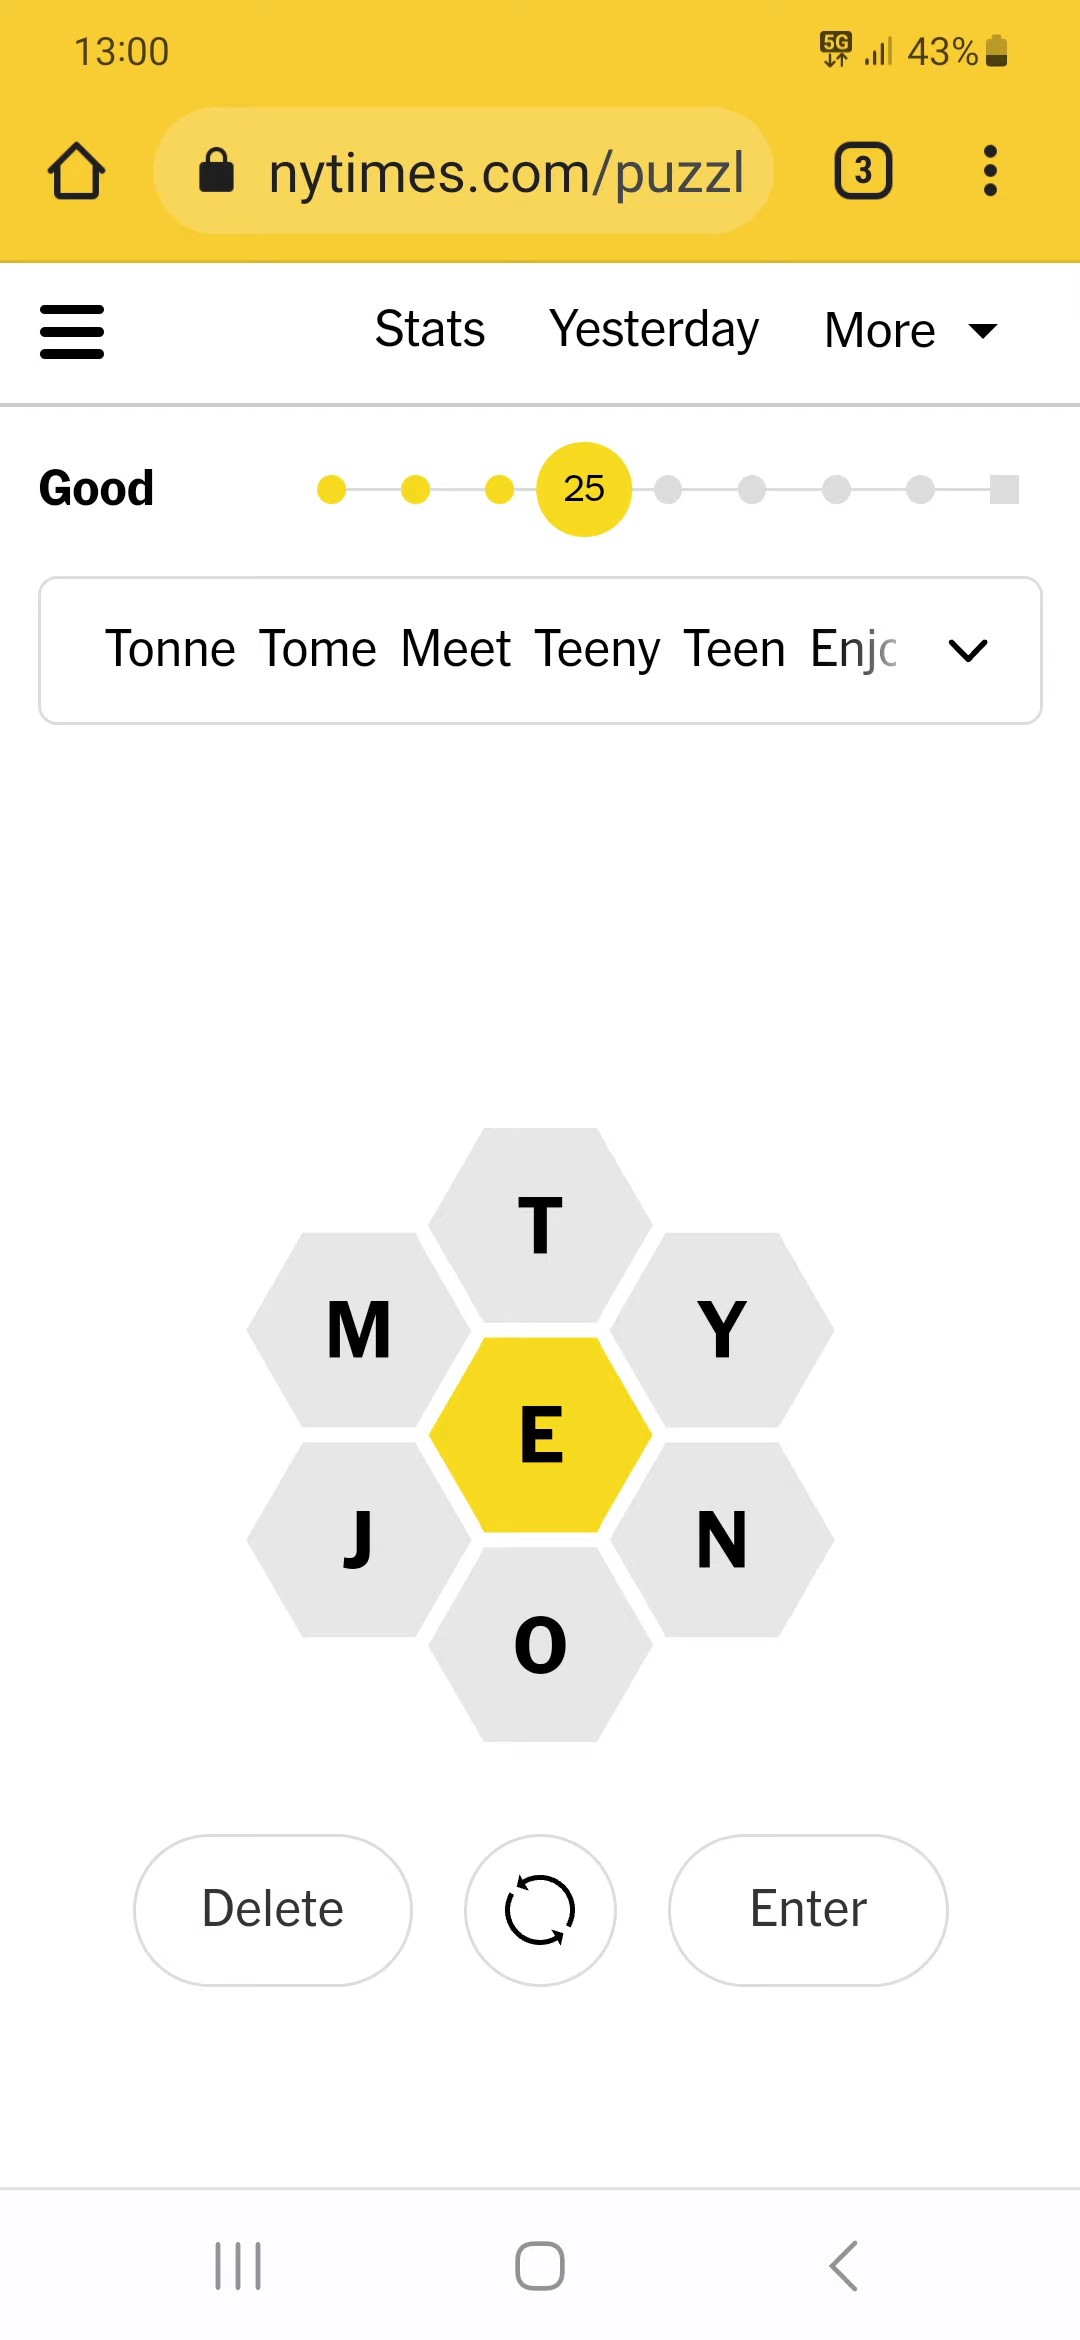 13:00 5G 43%
nytimes.com/puzzl 3
Stats Yesterday More
Good 25
Tonne Tome Meet Teeny Teen
T
M Y
E
J N
O
Delete Enter